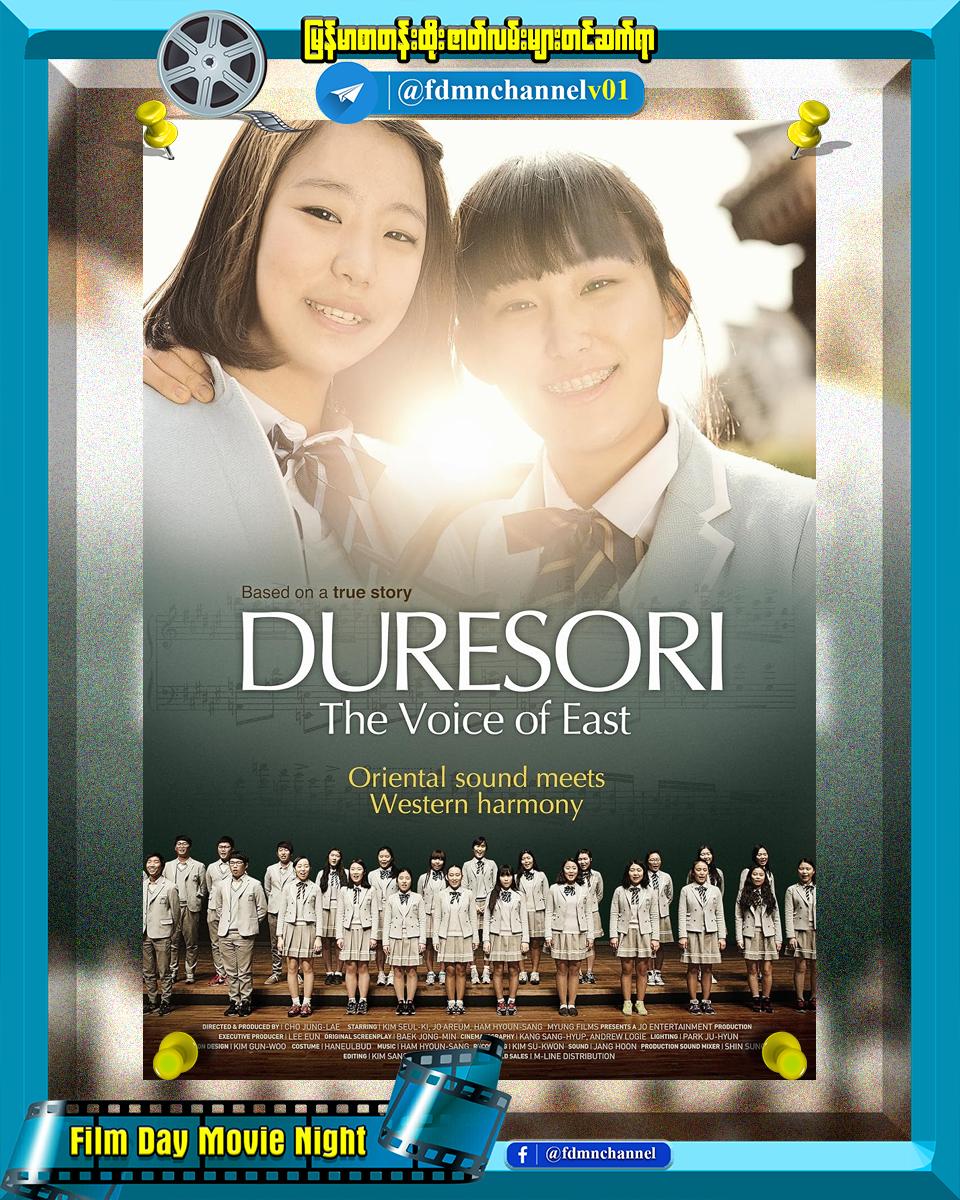 မြန်မာစာတန်းထိုးဇာတ်လမ်းများတင်ဆက်ရာ
@fdmnchannelv01
Based on a true story
DURESORI
The Voice of East
Oriental sound meets
Western harmony
DIRECTED & PRODUCED BY | CHO JUNG-LAE STARRING | KIM SEUL-KI, JO AREUM, HAM HYOUN-SANG MYUNG FILMS PRESENTS A JO ENTERTAINMENT PRODUCTION
EXECUTIVE PRODUCER | LEE EUN ORIGINAL SCREENPLAY | BAEK JONG-MIN KANG SANG-HYUP, ANDREW LOGIE LIGHTING | PARK JU-HYUN
DESIGN | KIM GUN-WOO COSTUME | HANEULBUD MUSIC | HAM HYOUN-SANG KIM SU-KWON SOUND | JANG HOON PRODUCTION SOUND MIXER | SHIN
EDITING | KIM SALES | M-LINE DISTRIBUTION
Film Day Movie Night
@fdmnchannel